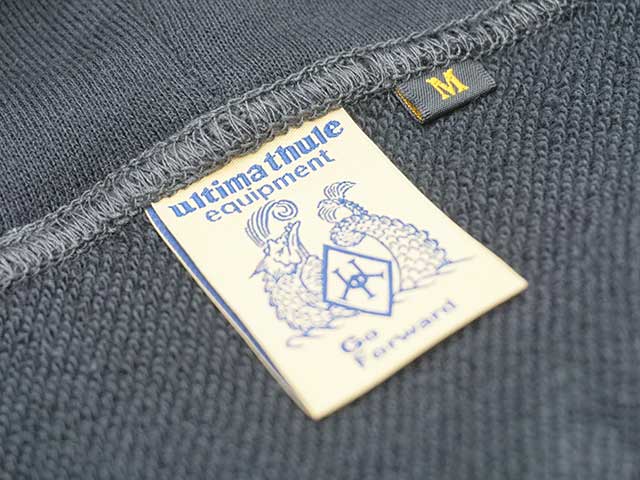 ultima thule
equipment
Go
Forward
M